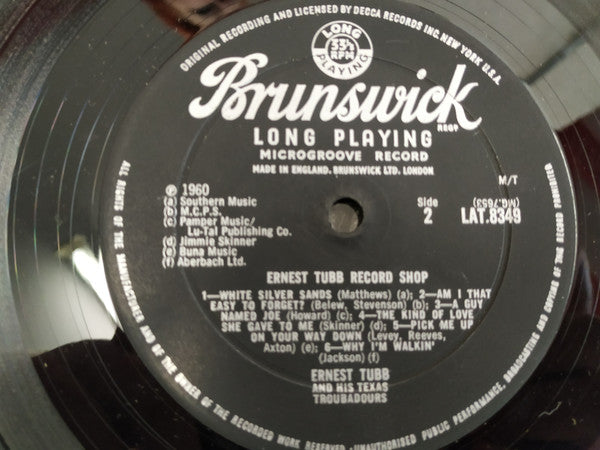 ORIGINAL RECORDING AND LICENSED BY DECCA RECORDS INC. NEW YORK U.S.A.
LONG
33⅓
RPM
PLAYING
Brunswick
REGD
LONG PLAYING
MICROGROOVE RECORD
MADE IN ENGLAND. BRUNSWICK LTD. LONDON
M/T
℗ 1960
(a) Southern Music
(b) M.C.P.S.
(c) Pamper Music/
Lu-Tal Publishing Co.
(d) Jimmie Skinner
(e) Buna Music
(f) Aberbach Ltd.
Side
2
(MG.7653)
LAT.8349
ERNEST TUBB RECORD SHOP
1—WHITE SILVER SANDS (Matthews) (a); 2—AM I THAT
EASY TO FORGET? (Belew, Stevenson) (b); 3—A GUY
NAMED JOE (Howard) (c); 4—THE KIND OF LOVE
SHE GAVE TO ME (Skinner) (d); 5—PICK ME UP
ON YOUR WAY DOWN (Levey, Reeves,
Axton) (e); 6—WHY I'M WALKIN'
(Jackson) (f)
ERNEST TUBB
AND HIS TEXAS
TROUBADOURS
ALL RIGHTS OF THE MANUFACTURER AND OF THE OWNER OF THE RECORDED WORK RESERVED · UNAUTHORISED PUBLIC PERFORMANCE, BROADCASTING AND COPYING OF THIS RECORD PROHIBITED